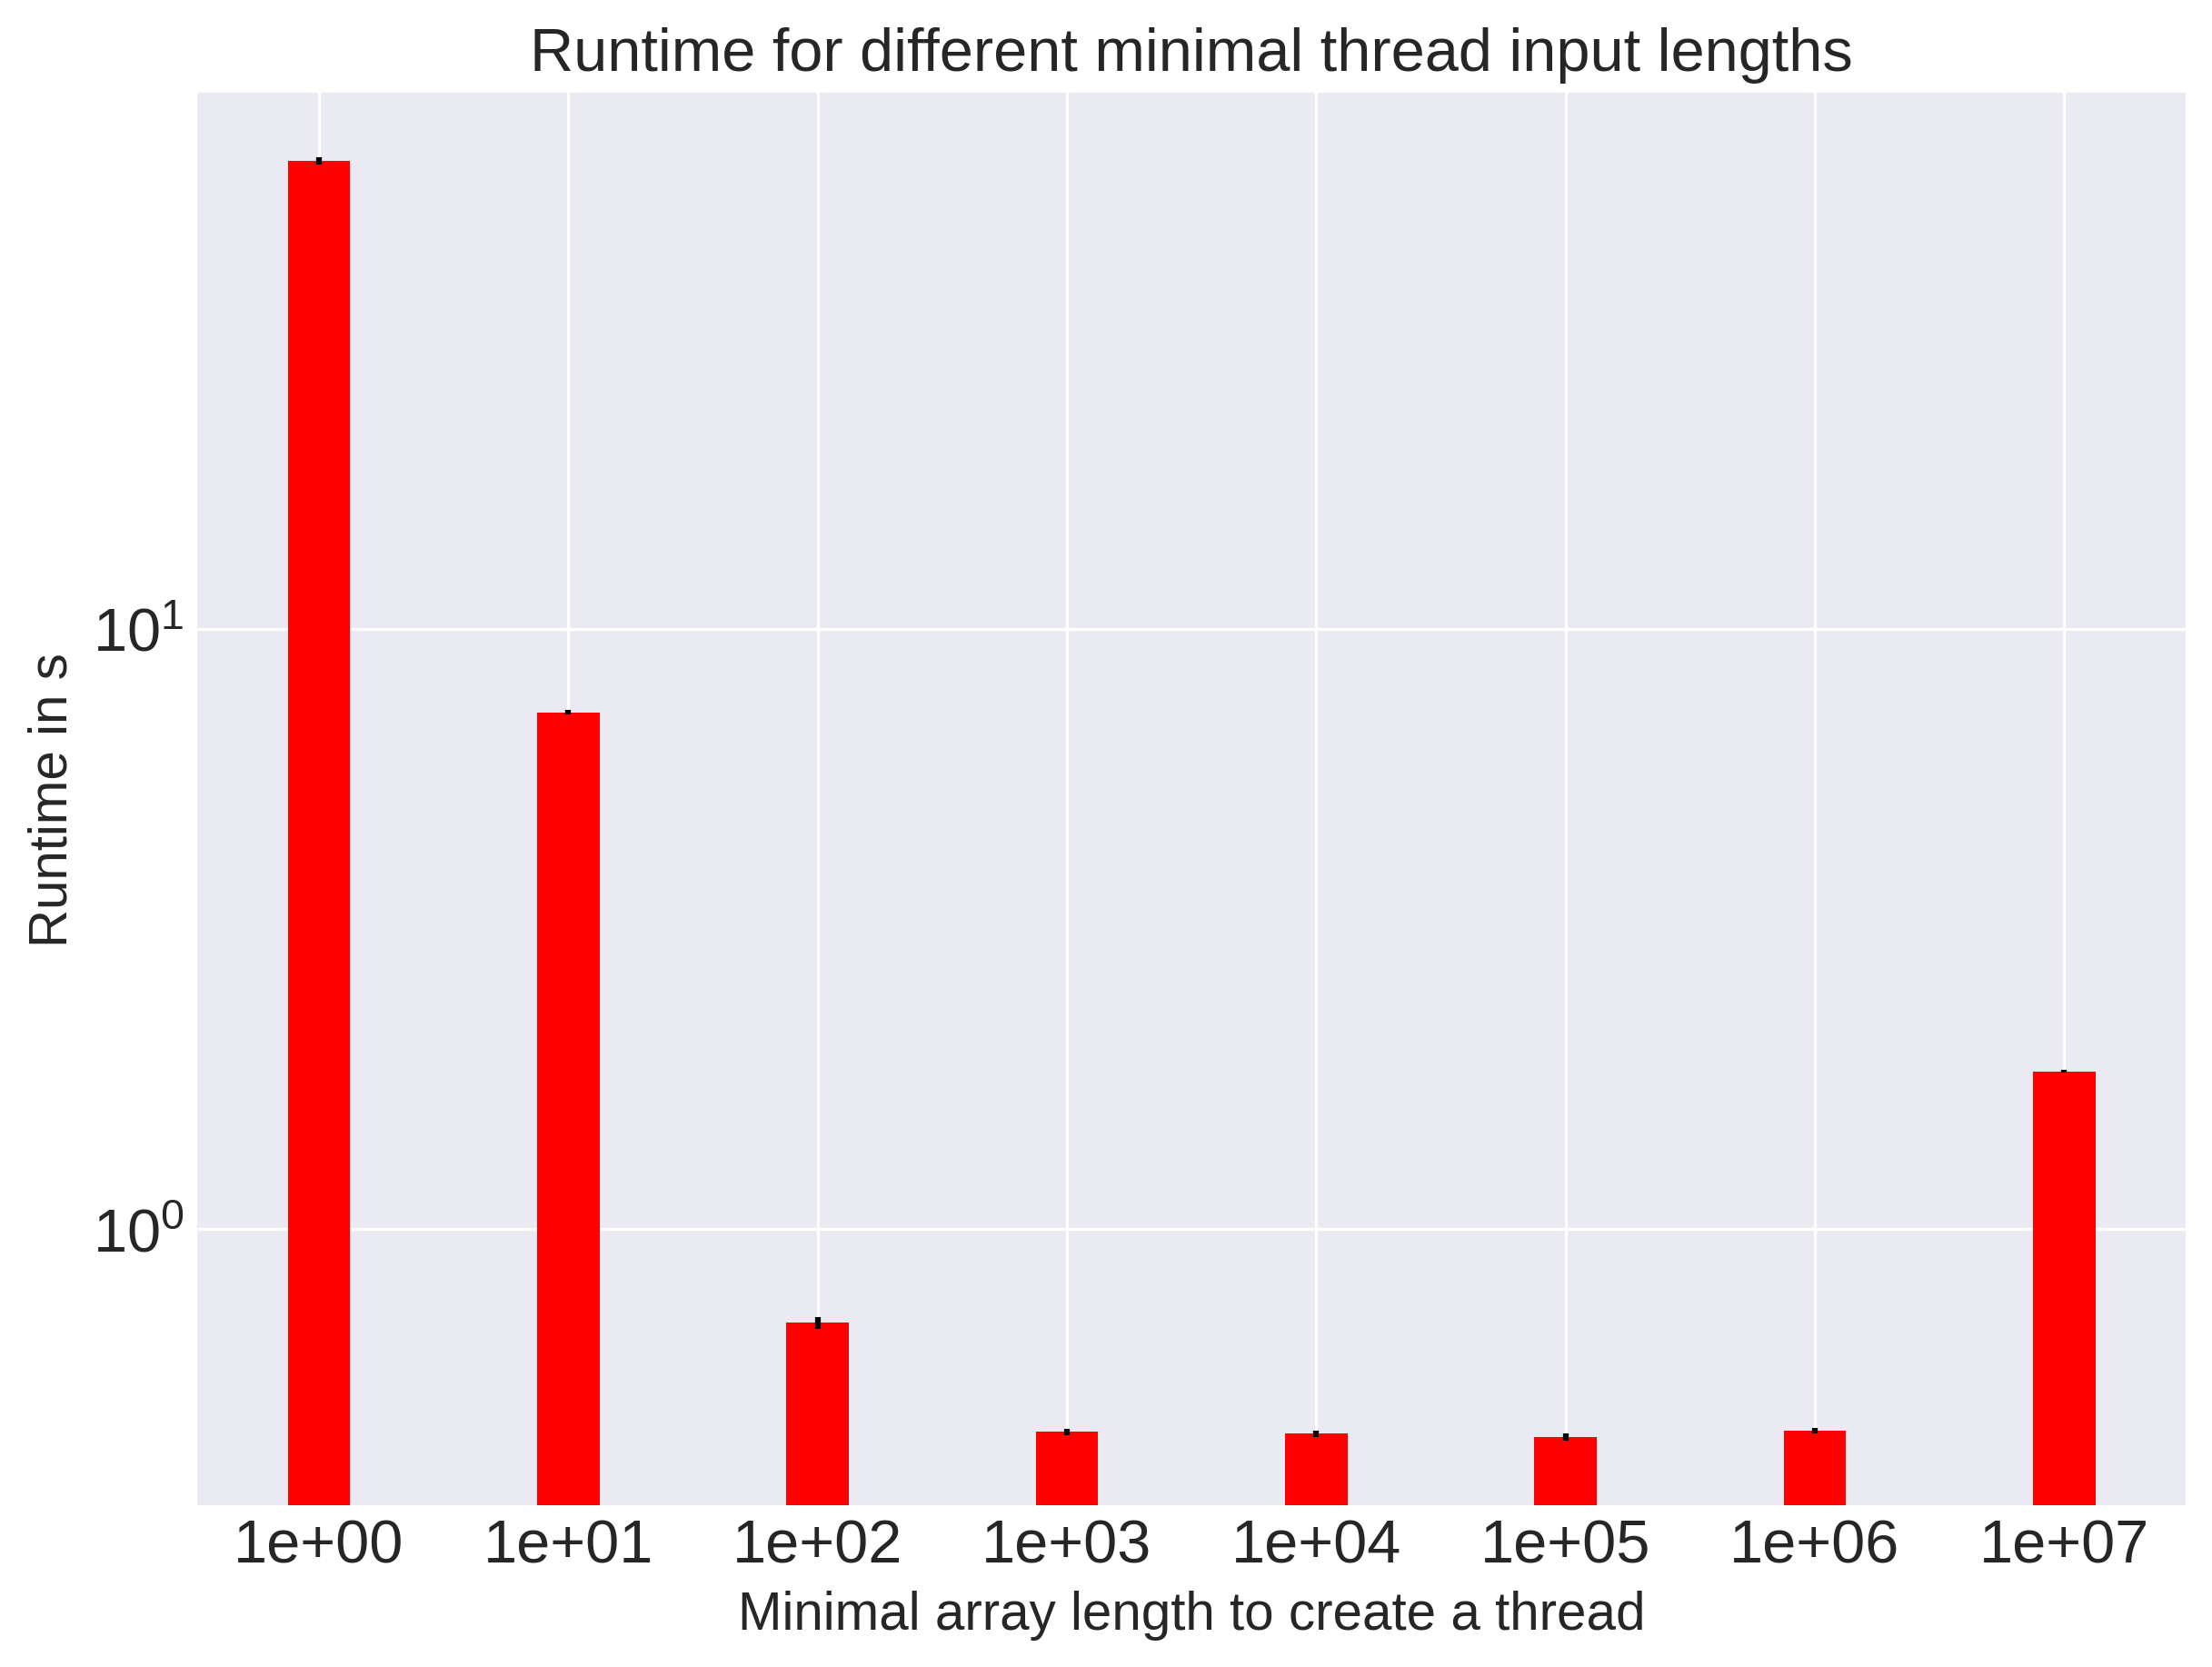 Runtime for different minimal thread input lengths
Runtime in s
10¹
10⁰
1e+00 1e+01 1e+02 1e+03 1e+04 1e+05 1e+06 1e+07
Minimal array length to create a thread